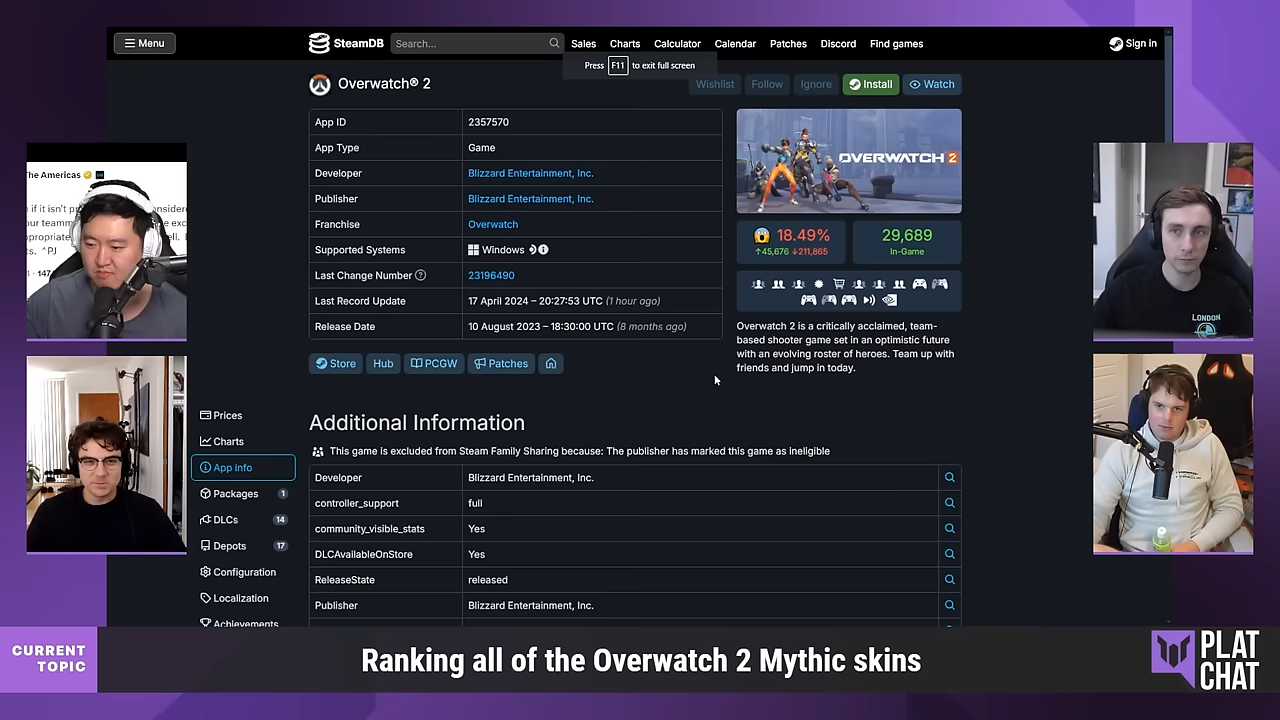 Menu
SteamDB
Search...
Sales
Charts
Calculator
Calendar
Patches
Discord
Find games
Sign in
Press F11 to exit full screen
Overwatch® 2
Wishlist
Follow
Ignore
Install
Watch
App ID 2357570
App Type Game
Developer Blizzard Entertainment, Inc.
Publisher Blizzard Entertainment, Inc.
Franchise Overwatch
Supported Systems Windows
Last Change Number 23196490
Last Record Update 17 April 2024 – 20:27:53 UTC (1 hour ago)
Release Date 10 August 2023 – 18:30:00 UTC (8 months ago)
OVERWATCH 2
18.49%
↑45,676 ↓211,865
29,689
In-Game
Overwatch 2 is a critically acclaimed, team-
based shooter game set in an optimistic future
with an evolving roster of heroes. Team up with
friends and jump in today.
Store
Hub
PCGW
Patches
Prices
Charts
App info
Packages 1
DLCs 14
Depots 17
Configuration
Localization
Achievements
Additional Information
This game is excluded from Steam Family Sharing because: The publisher has marked this game as ineligible
Developer Blizzard Entertainment, Inc.
controller_support full
community_visible_stats Yes
DLCAvailableOnStore Yes
ReleaseState released
Publisher Blizzard Entertainment, Inc.
he Americas
if it isn't
^PJ
147
LONDON
CURRENT
TOPIC
Ranking all of the Overwatch 2 Mythic skins
PLAT
CHAT